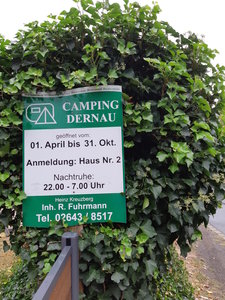 CAMPING
DERNAU
geöffnet vom:
01. April bis 31. Okt.
Anmeldung: Haus Nr. 2
Nachtruhe:
22.00 - 7.00 Uhr
Heinz Kreuzberg
Inh. R. Fuhrmann
Tel. 02643 / 8517